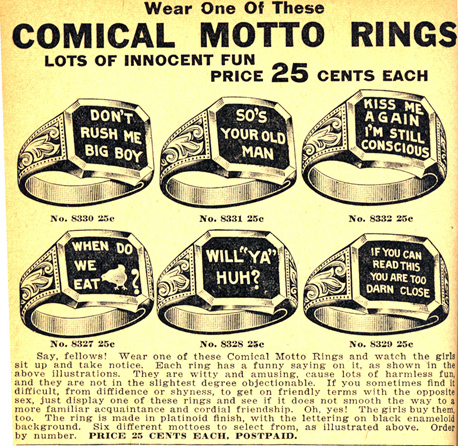 Wear One Of These
COMICAL MOTTO RINGS
LOTS OF INNOCENT FUN
PRICE 25 CENTS EACH
DON'T
RUSH ME
BIG BOY
No. 8330 25c
SO'S
YOUR OLD
MAN
No. 8331 25c
KISS ME
AGAIN
I'M STILL
CONSCIOUS
No. 8332 25c
WHEN DO
WE
EAT ?
No. 8327 25c
WILL "YA"
HUH?
No. 8328 25c
IF YOU CAN
READ THIS
YOU ARE TOO
DARN CLOSE
No. 8329 25c
Say, fellows! Wear one of these Comical Motto Rings and watch the girls
sit up and take notice. Each ring has a funny saying on it, as shown in the
above illustrations. They are witty and amusing, cause lots of harmless fun,
and they are not in the slightest degree objectionable. If you sometimes find it
difficult, from diffidence or shyness, to get on friendly terms with the opposite
sex, just display one of these rings and see if it does not smooth the way to a
more familiar acquaintance and cordial friendship. Oh, yes! The girls buy them,
too. The ring is made in platinoid finish, with the lettering on black enameloid
background. Six different mottoes to select from, as illustrated above. Order
by number. PRICE 25 CENTS EACH, POSTPAID.